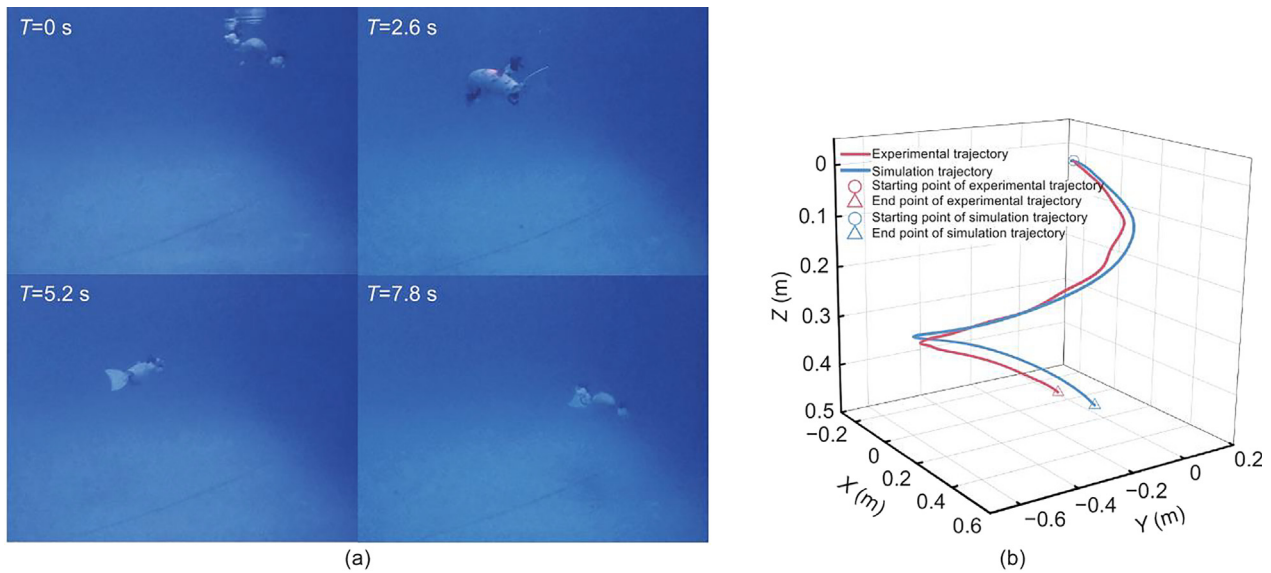 T=0 s
T=2.6 s
T=5.2 s
T=7.8 s
(a)
Experimental trajectory
Simulation trajectory
Starting point of experimental trajectory
End point of experimental trajectory
Starting point of simulation trajectory
End point of simulation trajectory
0
0.1
0.2
0.3
0.4
0.5
Z (m)
−0.2
0
0.2
0.4
0.6
X (m)
−0.6
−0.4
−0.2
0
0.2
Y (m)
(b)